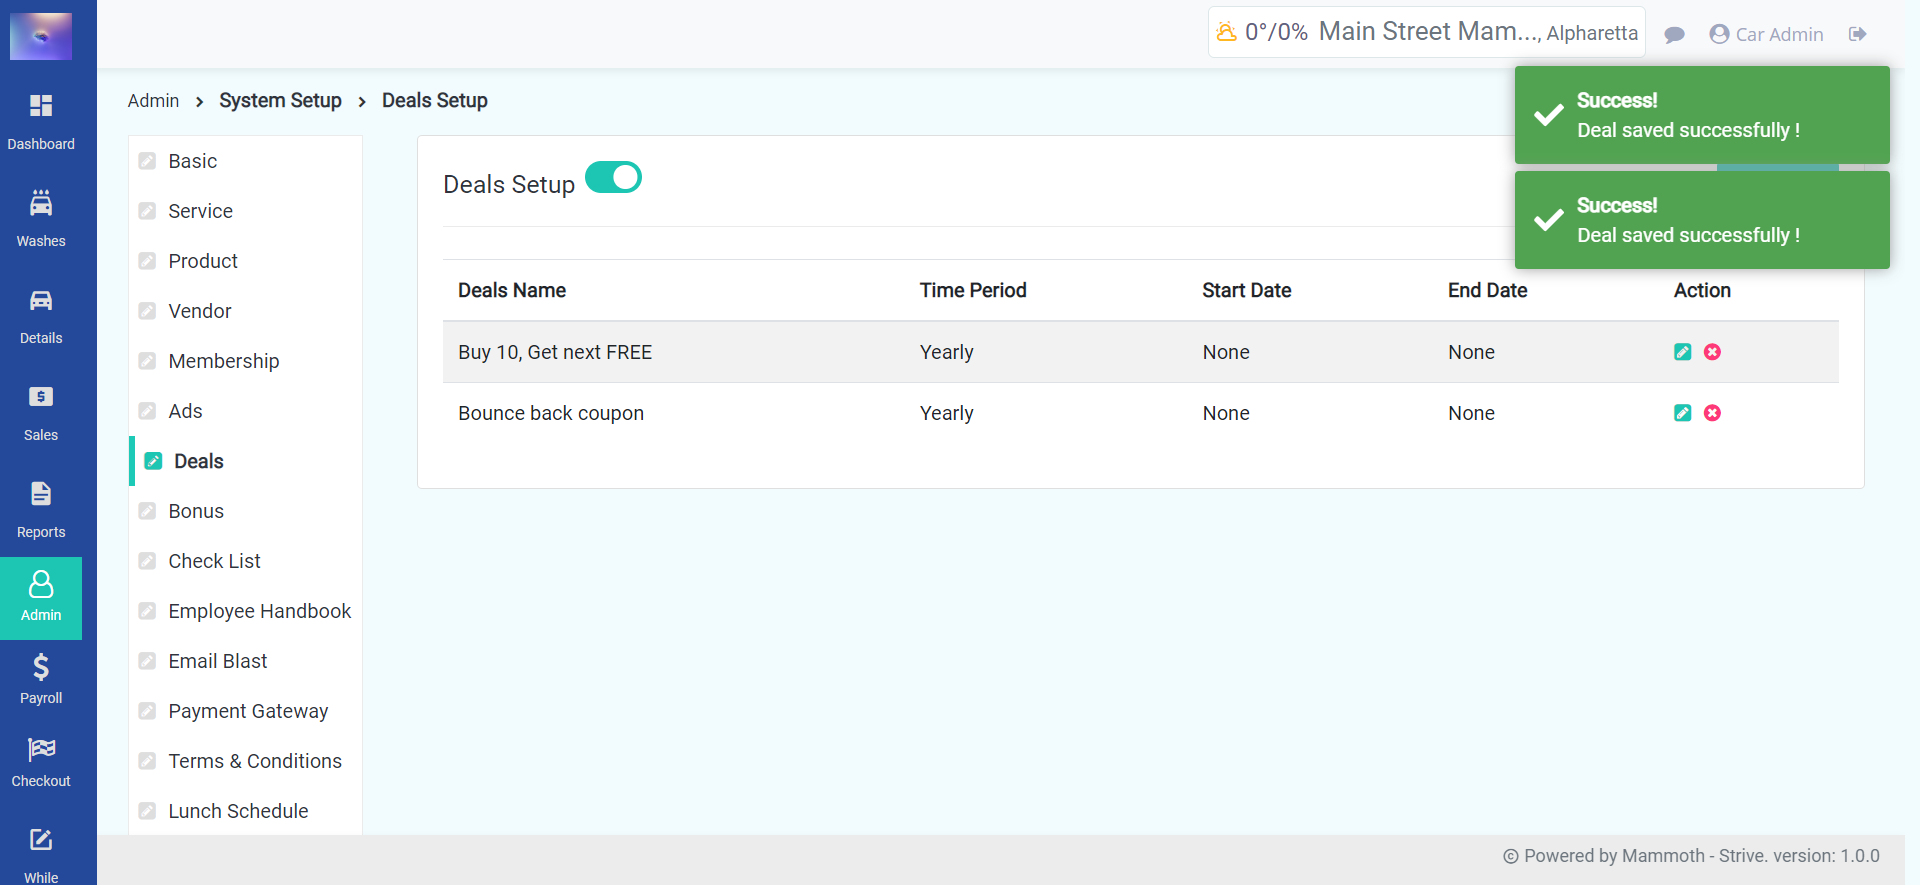 0°/0% Main Street Mam..., Alpharetta Car Admin
Admin > System Setup > Deals Setup
Success!
Deal saved successfully !
Success!
Deal saved successfully !
Dashboard
Washes
Details
Sales
Reports
Admin
Payroll
Checkout
While
Basic
Service
Product
Vendor
Membership
Ads
Deals
Bonus
Check List
Employee Handbook
Email Blast
Payment Gateway
Terms & Conditions
Lunch Schedule
Deals Setup
Deals Name Time Period Start Date End Date Action
Buy 10, Get next FREE Yearly None None
Bounce back coupon Yearly None None
© Powered by Mammoth - Strive. version: 1.0.0